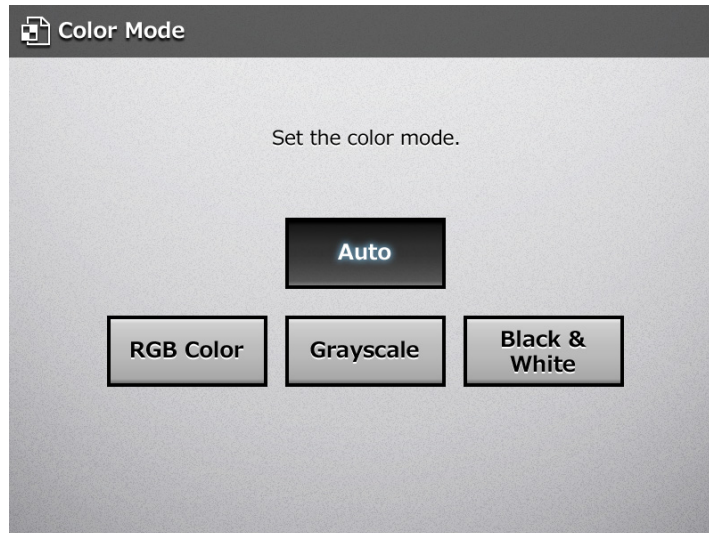 Color Mode
Set the color mode.
Auto
RGB Color
Grayscale
Black &
White